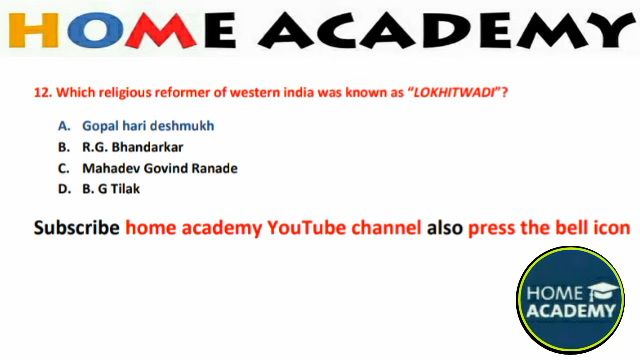 HOME ACADEMY
12. Which religious reformer of western india was known as “LOKHITWADI”?
A. Gopal hari deshmukh
B. R.G. Bhandarkar
C. Mahadev Govind Ranade
D. B. G Tilak
Subscribe home academy YouTube channel also press the bell icon
HOME
ACADEMY